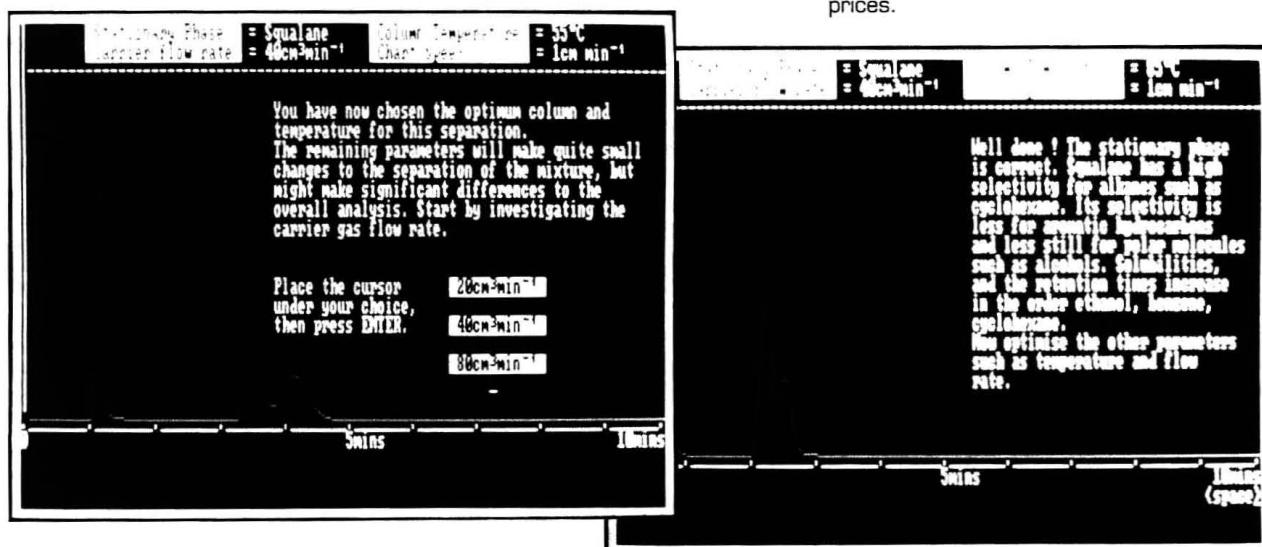 prices.
Stationary Phase = Squalane Column Temperature = 55°C
Carrier flow rate = 40cm³min⁻¹ Chart speed = 1cm min⁻¹
You have now chosen the optimum column and
temperature for this separation.
The remaining parameters will make quite small
changes to the separation of the mixture, but
might make significant differences to the
overall analysis. Start by investigating the
carrier gas flow rate.
Place the cursor
under your choice,
then press ENTER.
20cm³min⁻¹
40cm³min⁻¹
80cm³min⁻¹
5mins 10mins
= Squalane
= 40cm³min⁻¹ = 1cm min⁻¹
Well done ! The stationary phase
is correct. Squalane has a high
selectivity for alkanes such as
cyclohexane. Its selectivity is
less for aromatic hydrocarbons
and less still for polar molecules
such as alcohols. Solubilities,
and the retention times increase
in the order ethanol, benzene,
cyclohexane.
Now optimise the other parameters
such as temperature and flow
rate.
5mins 10mins
(space)